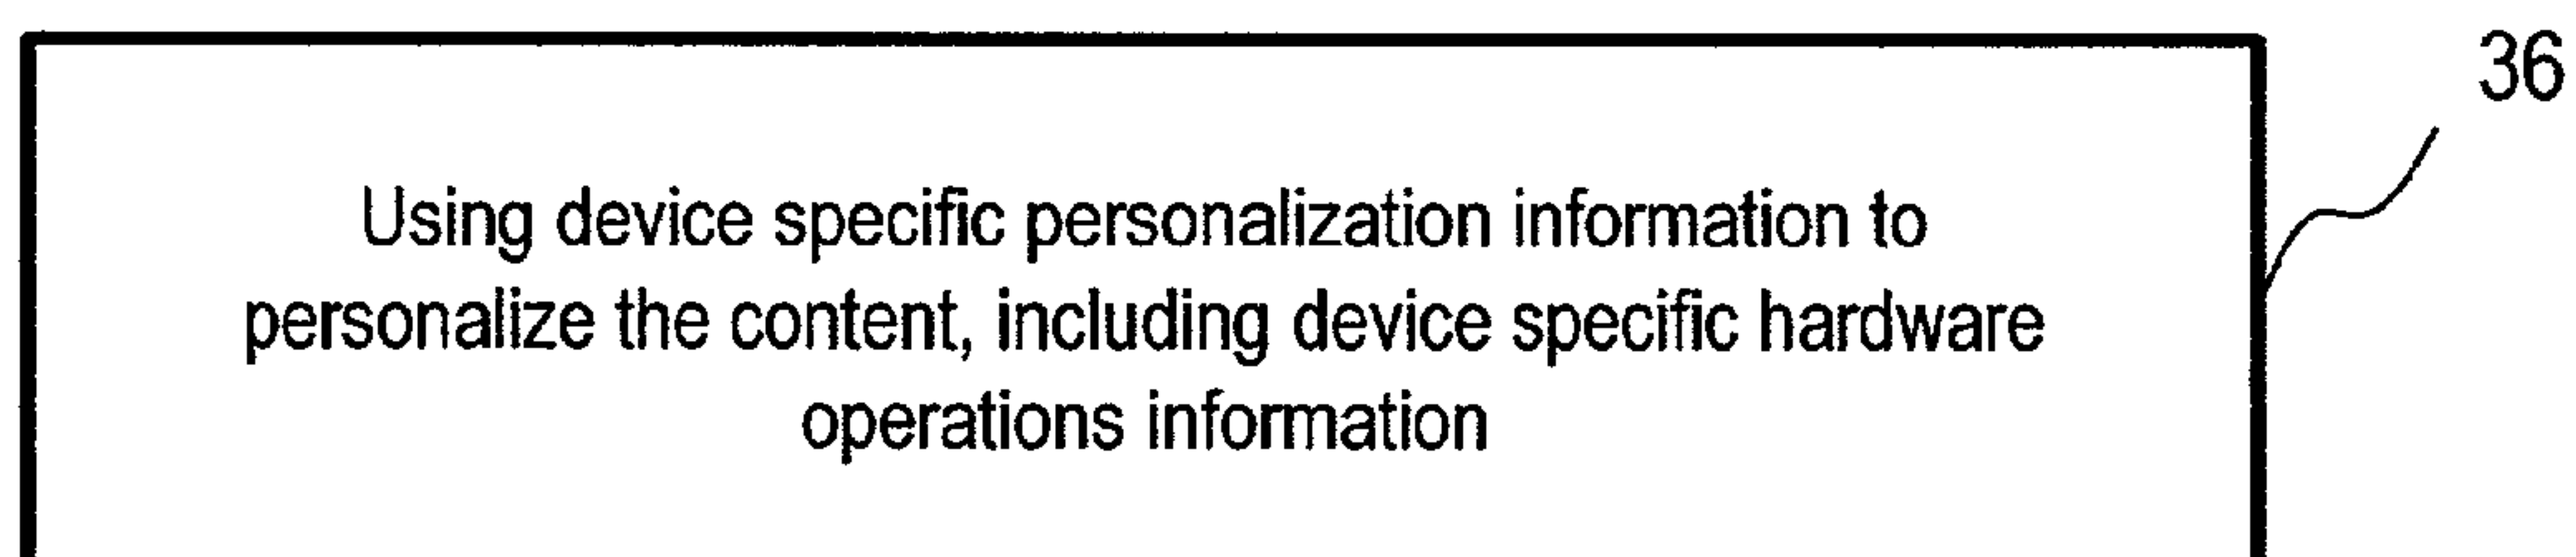 36
Using device specific personalization information to
personalize the content, including device specific hardware
operations information